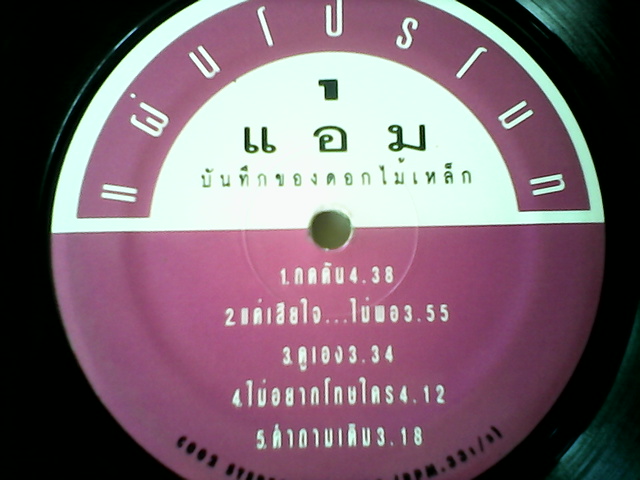 แผ่นโปรโมท
แอ๊ม
บันทึกของดอกไม้เหล็ก
1.กดดัน4.38
2.แค่เสียใจ...ไม่พอ3.55
3.ดูเอง3.34
4.ไม่อยากโทษใคร4.12
5.คำถามเดิม3.18